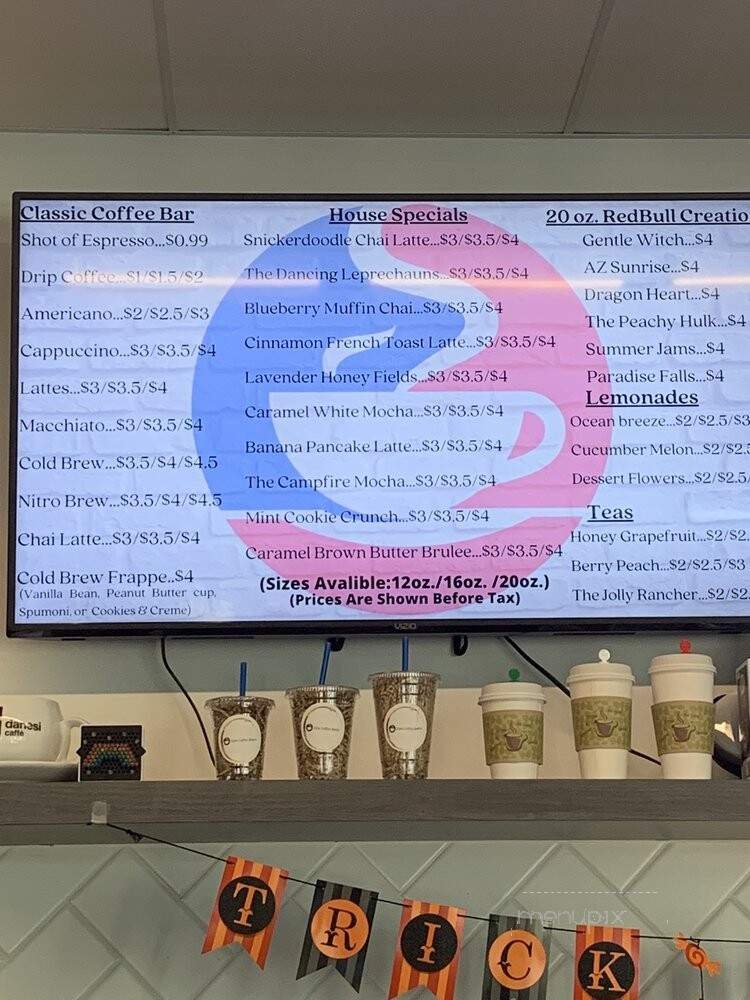 Classic Coffee Bar
Shot of Espresso...$0.99
Drip Coffee...$1/$1.5/$2
Americano...$2/$2.5/$3
Cappuccino...$3/$3.5/$4
Lattes...$3/$3.5/$4
Macchiato...$3/$3.5/$4
Cold Brew...$3.5/$4/$4.5
Nitro Brew...$3.5/$4/$4.5
Chai Latte...$3/$3.5/$4
Cold Brew Frappe..$4
(Vanilla Bean, Peanut Butter cup,
Spumoni, or Cookies & Creme)
House Specials
Snickerdoodle Chai Latte...$3/$3.5/$4
The Dancing Leprechauns...$3/$3.5/$4
Blueberry Muffin Chai...$3/$3.5/$4
Cinnamon French Toast Latte...$3/$3.5/$4
Lavender Honey Fields...$3/$3.5/$4
Caramel White Mocha...$3/$3.5/$4
Banana Pancake Latte...$3/$3.5/$4
The Campfire Mocha...$3/$3.5/$4
Mint Cookie Crunch...$3/$3.5/$4
Caramel Brown Butter Brulee...$3/$3.5/$4
(Sizes Avalible:12oz./16oz. /20oz.)
(Prices Are Shown Before Tax)
20 oz. RedBull Creatio
Gentle Witch...$4
AZ Sunrise...$4
Dragon Heart...$4
The Peachy Hulk...$4
Summer Jams...$4
Paradise Falls...$4
Lemonades
Ocean breeze...$2/$2.5/$3
Cucumber Melon...$2/$2.5
Dessert Flowers...$2/$2.5/
Teas
Honey Grapefruit...$2/$2.
Berry Peach...$2/$2.5/$3
The Jolly Rancher...$2/$2.
VIZIO
danesi
caffè
TRICK
menupix